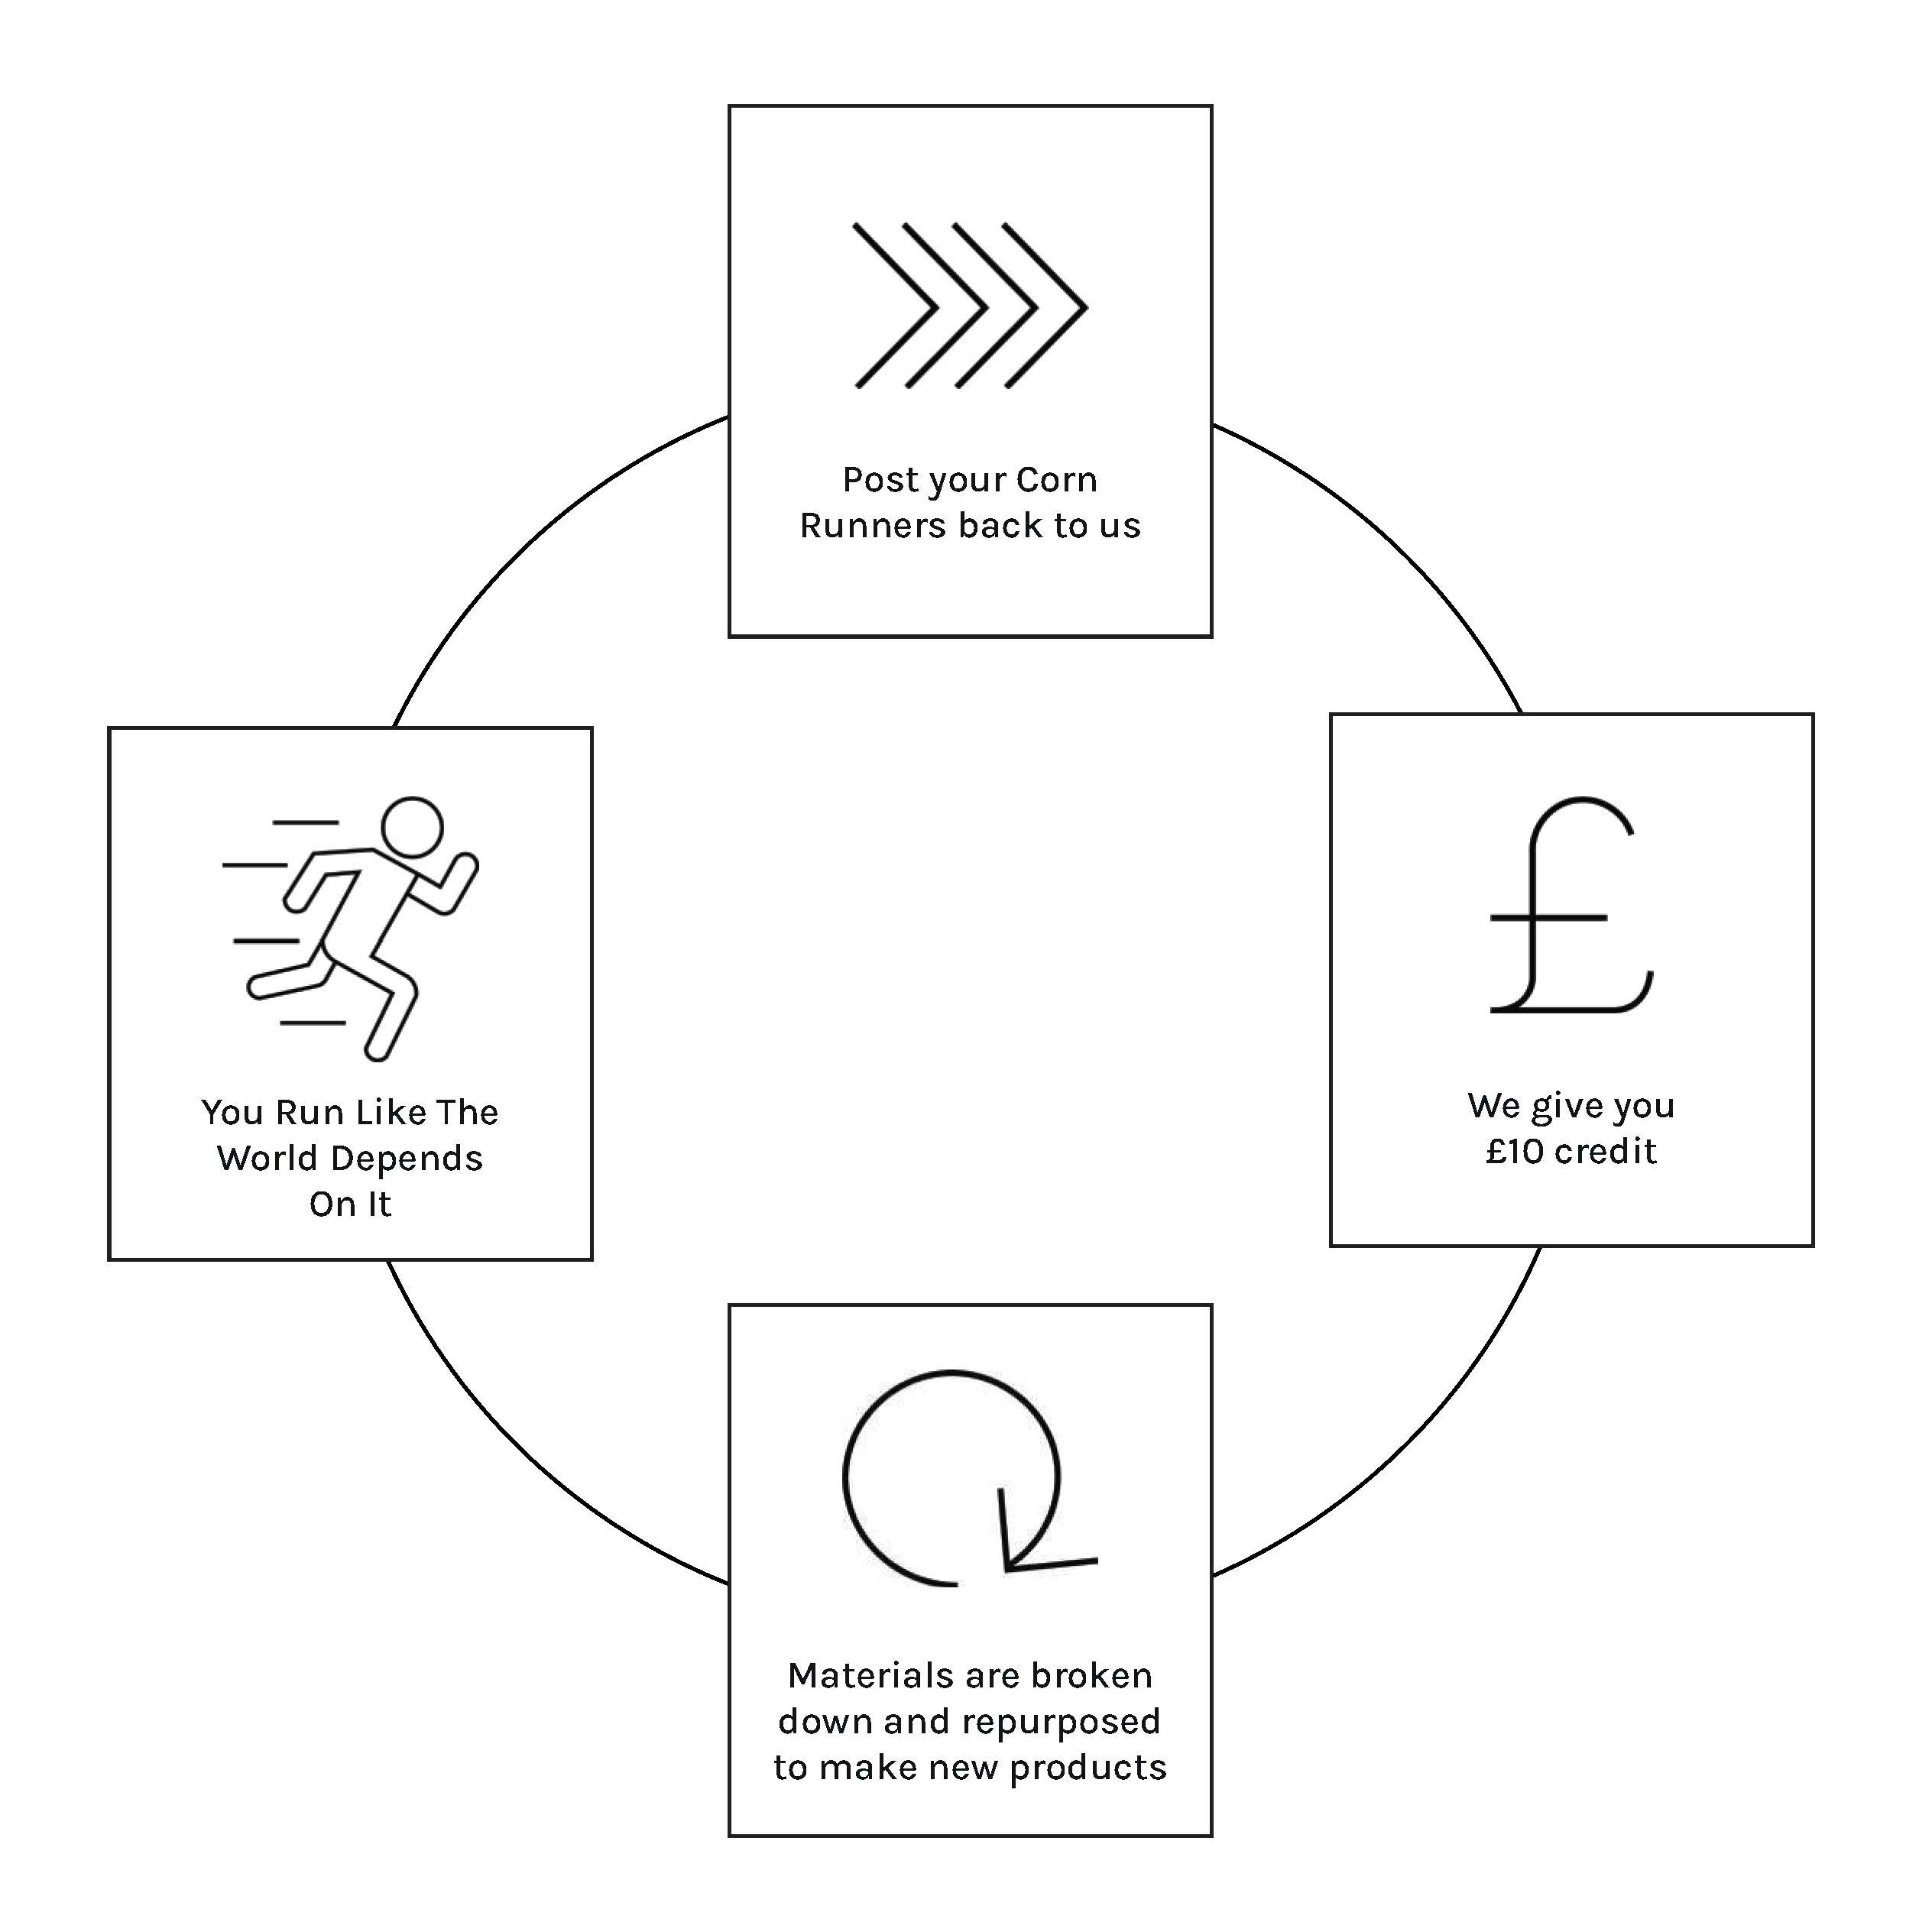 Post your Corn
Runners back to us
You Run Like The
World Depends
On It
We give you
£10 credit
Materials are broken
down and repurposed
to make new products